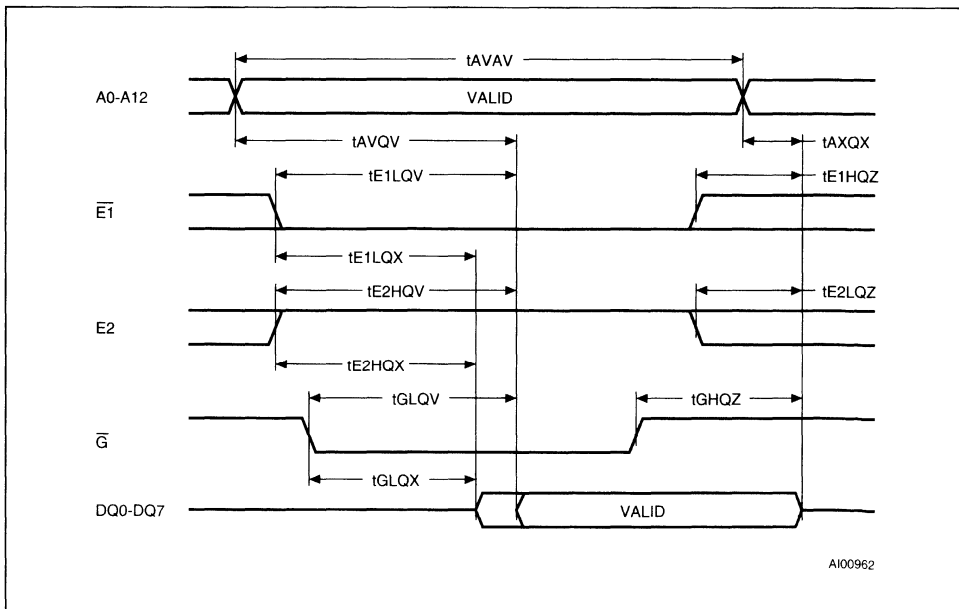 tAVAV
A0-A12 VALID
tAVQV tAXQX
tE1LQV tE1HQZ
E1
tE1LQX
tE2HQV tE2LQZ
E2
tE2HQX
tGLQV tGHQZ
G
tGLQX
DQ0-DQ7 VALID
AI00962